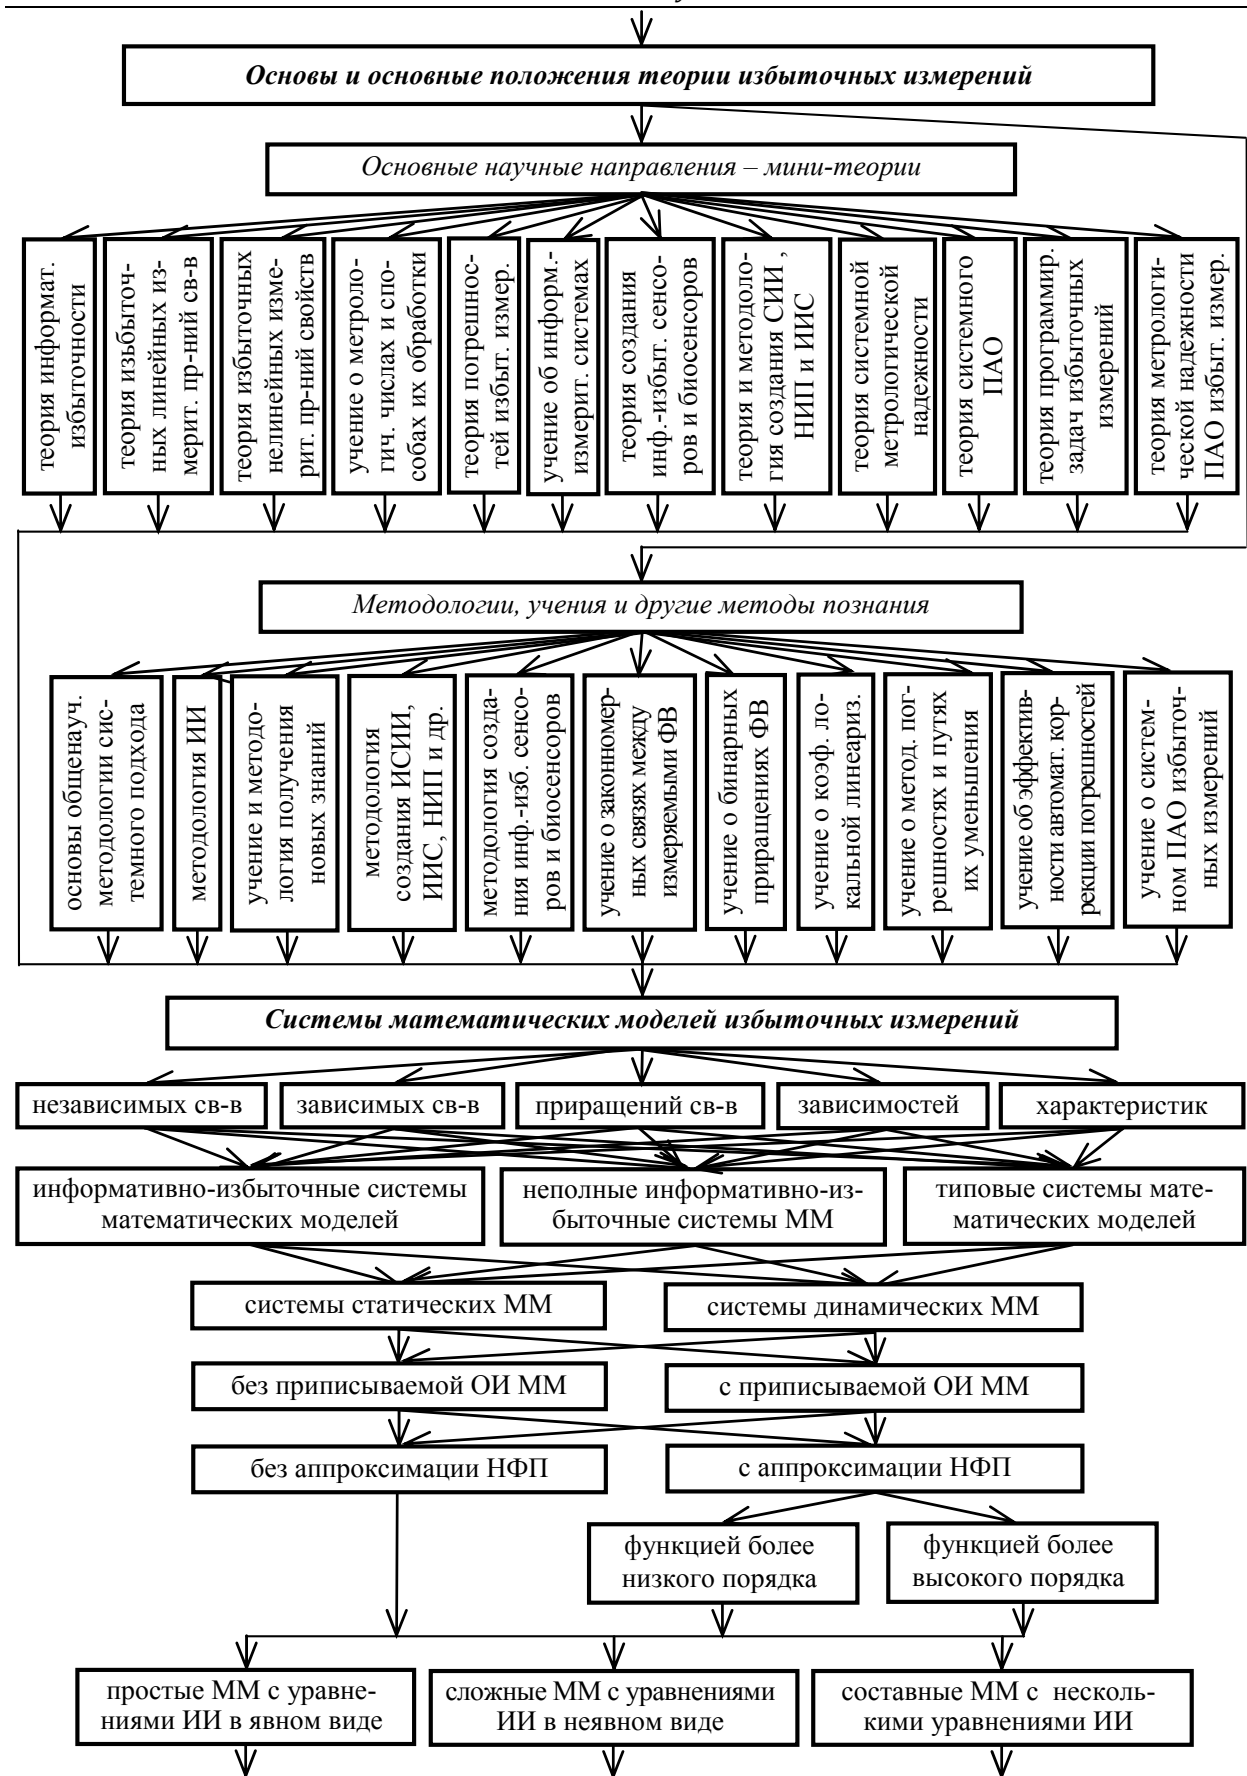 Основы и основные положения теории избыточных измерений
Основные научные направления – мини-теории
теория информат.
избыточности
теория изьбыточ-
ных линейных из-
мерит. пр-ний св-в
теория избыточных
нелинейных изме-
рит. пр-ний свойств
учение о метроло-
гич. числах и спо-
собах их обработки
теория погрешнос-
тей избыт. измер.
учение об информ.-
измерит. системах
теория создания
инф.-избыт. сенсо-
ров и биосенсоров
теория и методоло-
гия создания СИИ ,
НИП и ИИС
теория системной
метрологической
надежности
теория системного
ПАО
теория программир.
задач избыточных
измерений
теория метрологи-
ческой надежности
ПАО избыт. измер.
Методологии, учения и другие методы познания
основы общенауч.
методологии сис-
темного подхода
методология ИИ
учение и методо-
логия получения
новых знаний
методология
создания ИСИИ,
ИИС, НИП и др.
методология созда-
ния инф.-изб. сенсо-
ров и биосенсоров
учение о закономер-
ных связях между
измеряемыми ФВ
учение о бинарных
приращениях ФВ
учение о коэф. ло-
кальной линеариз.
учение о метод. пог-
решностях и путях
их уменьшения
учение об эффектив-
ности автомат. кор-
рекции погрешностей
учение о систем-
ном ПАО избыточ-
ных измерений
Системы математических моделей избыточных измерений
независимых св-в
зависимых св-в
приращений св-в
зависимостей
характеристик
информативно-избыточные системы
математических моделей
неполные информативно-из-
быточные системы ММ
типовые системы мате-
матических моделей
системы статических ММ
системы динамических ММ
без приписываемой ОИ ММ
с приписываемой ОИ ММ
без аппроксимации НФП
с аппроксимации НФП
функцией более
низкого порядка
функцией более
высокого порядка
простые ММ с уравне-
ниями ИИ в явном виде
сложные ММ с уравнениями
ИИ в неявном виде
составные ММ с несколь-
кими уравнениями ИИ